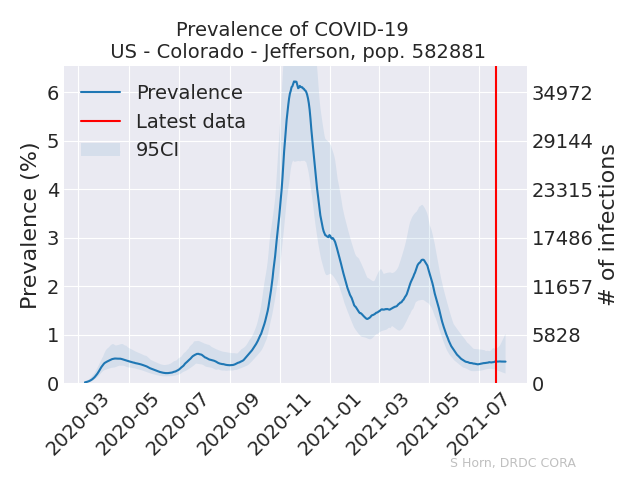 Prevalence of COVID-19
US - Colorado - Jefferson, pop. 582881
Prevalence
Latest data
95CI
Prevalence (%)
6
5
4
3
2
1
0
34972
29144
23315
17486
11657
5828
0
# of infections
2020-03
2020-05
2020-07
2020-09
2020-11
2021-01
2021-03
2021-05
2021-07
S Horn, DRDC CORA